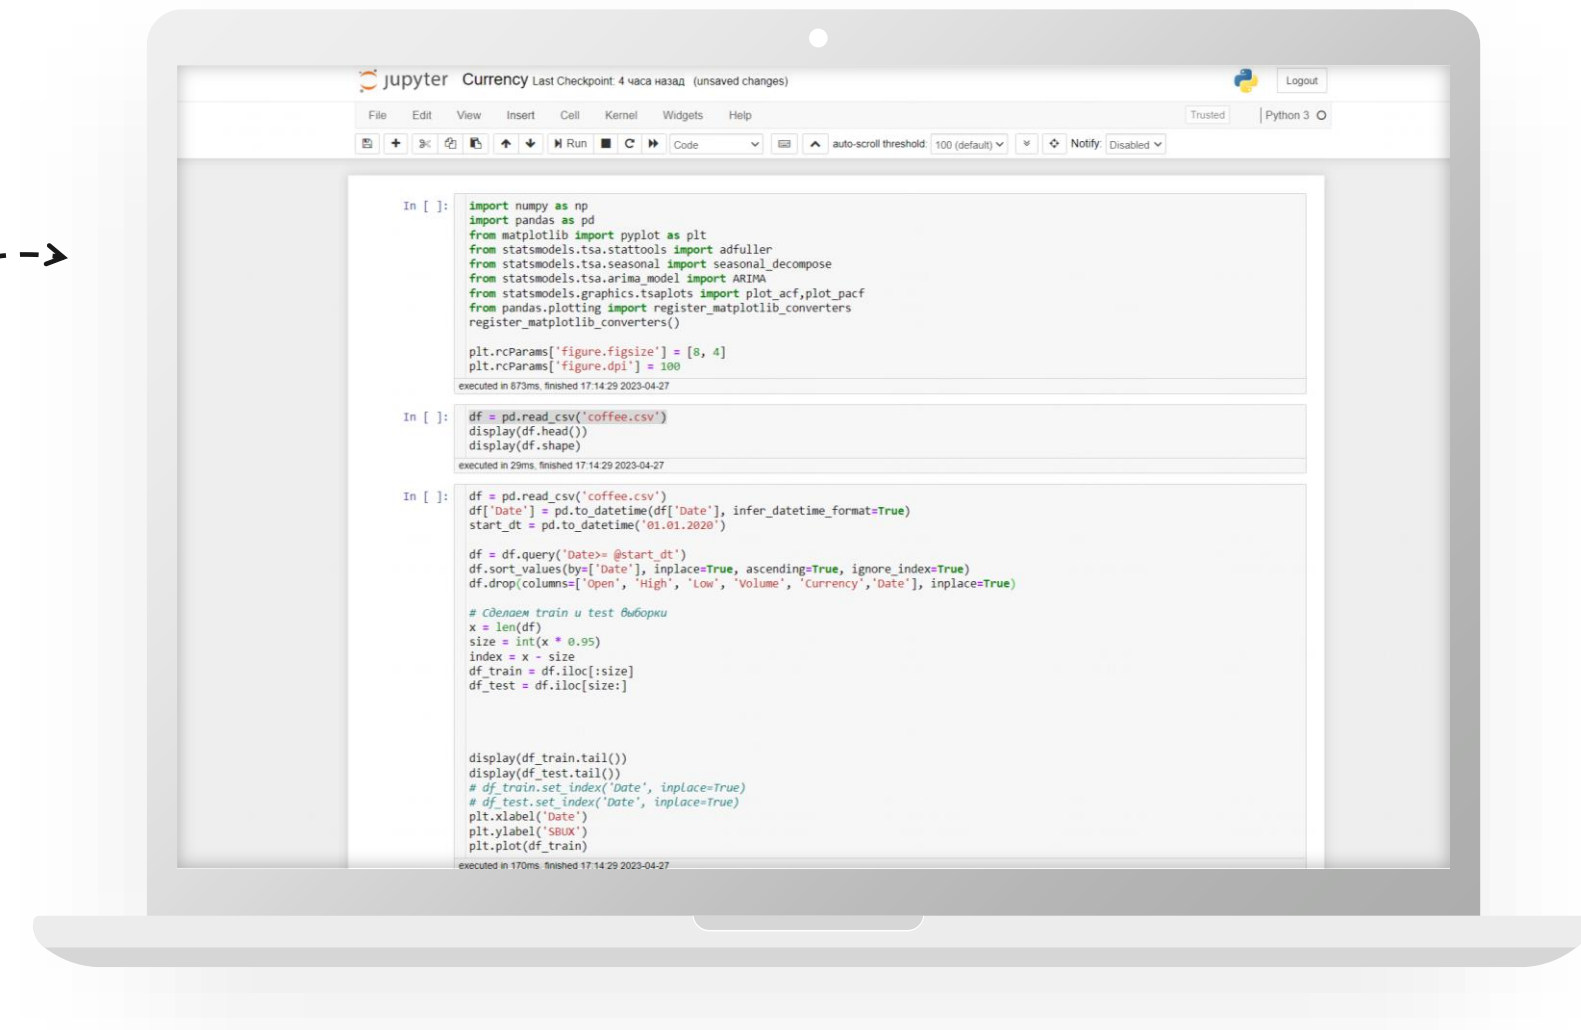 jupyter Currency Last Checkpoint: 4 часа назад (unsaved changes) Logout
File Edit View Insert Cell Kernel Widgets Help Trusted Python 3
Run Code auto-scroll threshold: 100 (default) Notify: Disabled
In [ ]: import numpy as np
import pandas as pd
from matplotlib import pyplot as plt
from statsmodels.tsa.stattools import adfuller
from statsmodels.tsa.seasonal import seasonal_decompose
from statsmodels.tsa.arima_model import ARIMA
from statsmodels.graphics.tsaplots import plot_acf,plot_pacf
from pandas.plotting import register_matplotlib_converters
register_matplotlib_converters()
plt.rcParams['figure.figsize'] = [8, 4]
plt.rcParams['figure.dpi'] = 100
executed in 873ms, finished 17:14:29 2023-04-27
In [ ]: df = pd.read_csv('coffee.csv')
display(df.head())
display(df.shape)
executed in 29ms, finished 17:14:29 2023-04-27
In [ ]: df = pd.read_csv('coffee.csv')
df['Date'] = pd.to_datetime(df['Date'], infer_datetime_format=True)
start_dt = pd.to_datetime('01.01.2020')
df = df.query('Date>= @start_dt')
df.sort_values(by=['Date'], inplace=True, ascending=True, ignore_index=True)
df.drop(columns=['Open', 'High', 'Low', 'Volume', 'Currency','Date'], inplace=True)
# Сделаем train и test выборки
x = len(df)
size = int(x * 0.95)
index = x - size
df_train = df.iloc[:size]
df_test = df.iloc[size:]
display(df_train.tail())
display(df_test.tail())
# df_train.set_index('Date', inplace=True)
# df_test.set_index('Date', inplace=True)
plt.xlabel('Date')
plt.ylabel('SBUX')
plt.plot(df_train)
executed in 170ms, finished 17:14:29 2023-04-27